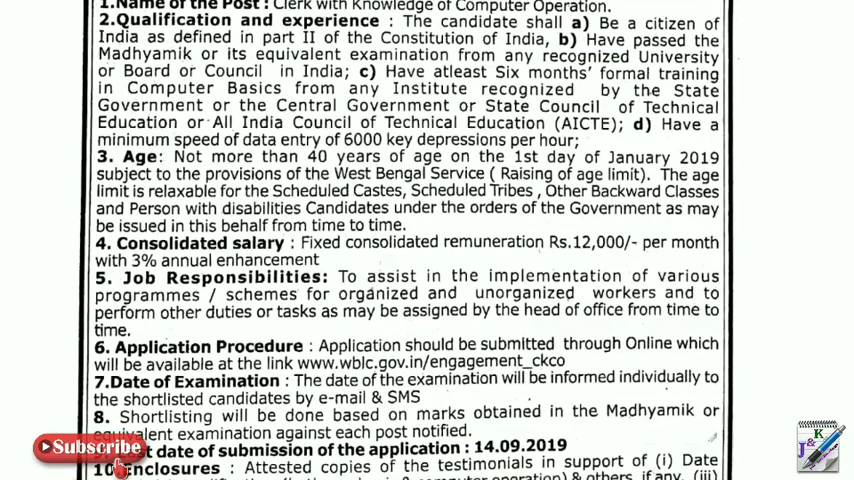 1.Name of the Post : Clerk with Knowledge of Computer Operation.
2.Qualification and experience : The candidate shall a) Be a citizen of
India as defined in part II of the Constitution of India, b) Have passed the
Madhyamik or its equivalent examination from any recognized University
or Board or Council in India; c) Have atleast Six months' formal training
in Computer Basics from any Institute recognized by the State
Government or the Central Government or State Council of Technical
Education or All India Council of Technical Education (AICTE); d) Have a
minimum speed of data entry of 6000 key depressions per hour;
3. Age: Not more than 40 years of age on the 1st day of January 2019
subject to the provisions of the West Bengal Service ( Raising of age limit). The age
limit is relaxable for the Scheduled Castes, Scheduled Tribes , Other Backward Classes
and Person with disabilities Candidates under the orders of the Government as may
be issued in this behalf from time to time.
4. Consolidated salary : Fixed consolidated remuneration Rs.12,000/- per month
with 3% annual enhancement
5. Job Responsibilities: To assist in the implementation of various
programmes / schemes for organized and unorganized workers and to
perform other duties or tasks as may be assigned by the head of office from time to
time.
6. Application Procedure : Application should be submitted through Online which
will be available at the link www.wblc.gov.in/engagement_ckco
7.Date of Examination : The date of the examination will be informed individually to
the shortlisted candidates by e-mail & SMS
8. Shortlisting will be done based on marks obtained in the Madhyamik or
equivalent examination against each post notified.
date of submission of the application : 14.09.2019
10 Enclosures : Attested copies of the testimonials in support of (i) Date
& others, if any, (iii)
Subscribe
J&K